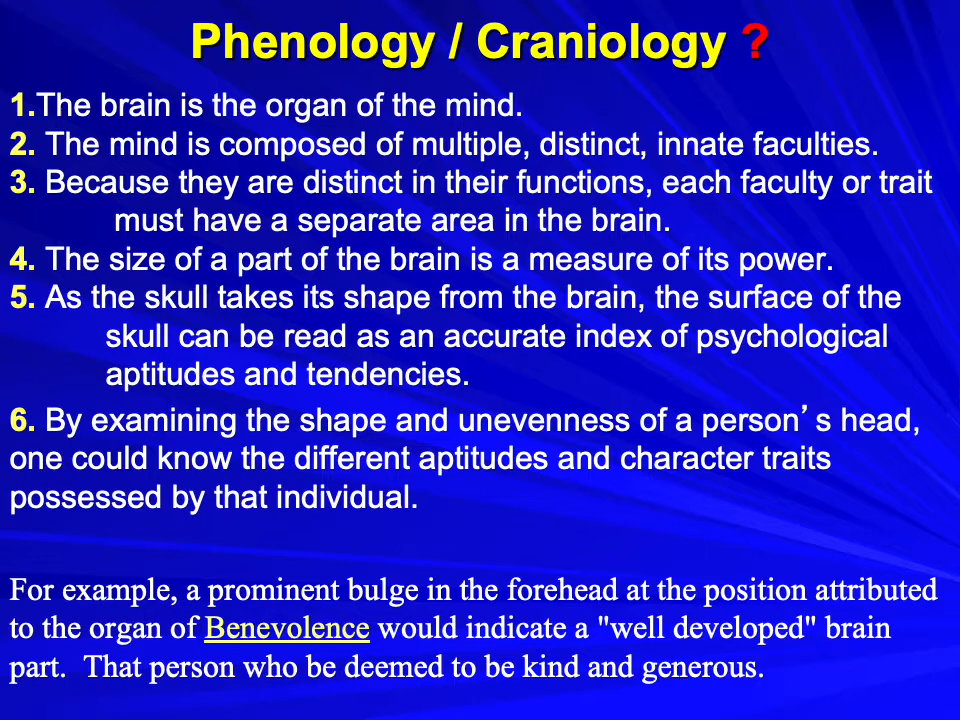 Phenology / Craniology ?
1.The brain is the organ of the mind.
2. The mind is composed of multiple, distinct, innate faculties.
3. Because they are distinct in their functions, each faculty or trait
must have a separate area in the brain.
4. The size of a part of the brain is a measure of its power.
5. As the skull takes its shape from the brain, the surface of the
skull can be read as an accurate index of psychological
aptitudes and tendencies.
6. By examining the shape and unevenness of a person’s head,
one could know the different aptitudes and character traits
possessed by that individual.
For example, a prominent bulge in the forehead at the position attributed
to the organ of Benevolence would indicate a "well developed" brain
part.  That person who be deemed to be kind and generous.